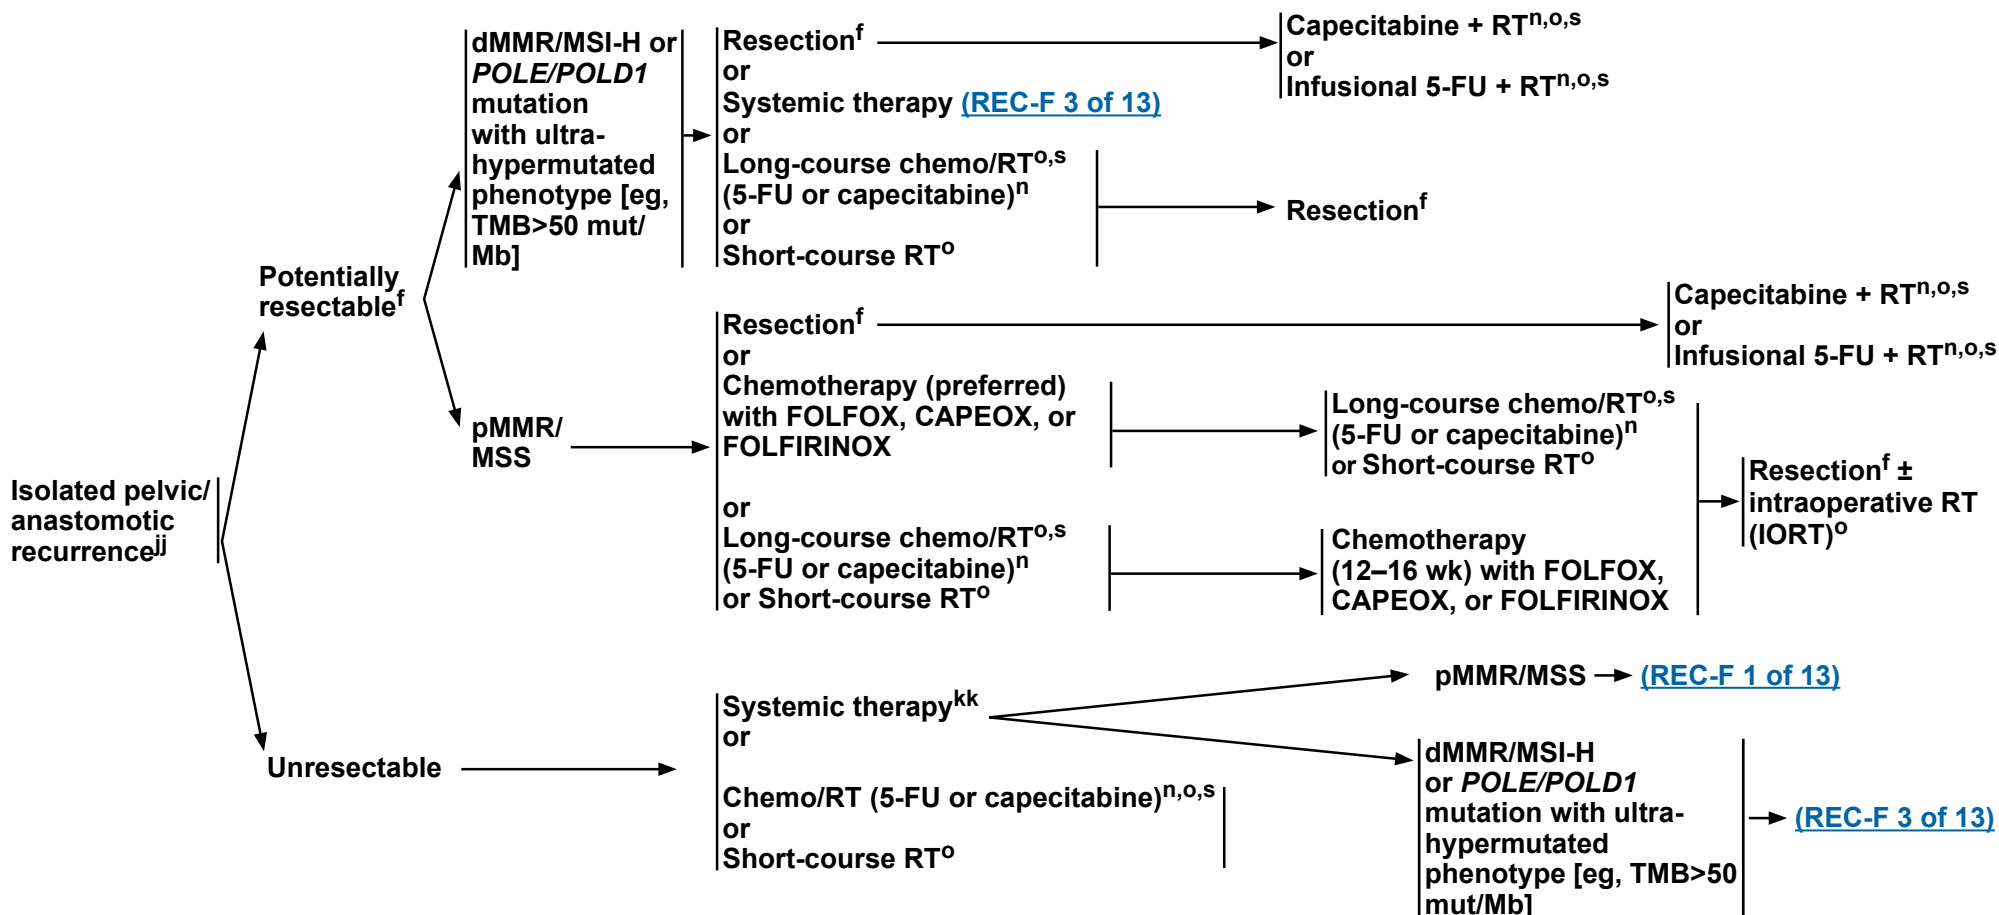 Isolated pelvic/
anastomotic
recurrencejj
Potentially
resectablef
dMMR/MSI-H or
POLE/POLD1
mutation
with ultra-
hypermutated
phenotype [eg,
TMB>50 mut/
Mb]
Resectionf
or
Systemic therapy (REC-F 3 of 13)
or
Long-course chemo/RTo,s
(5-FU or capecitabine)n
or
Short-course RTo
Capecitabine + RTn,o,s
or
Infusional 5-FU + RTn,o,s
Resectionf
pMMR/
MSS
Resectionf
or
Chemotherapy (preferred)
with FOLFOX, CAPEOX, or
FOLFIRINOX
or
Long-course chemo/RTo,s
(5-FU or capecitabine)n
or Short-course RTo
Capecitabine + RTn,o,s
or
Infusional 5-FU + RTn,o,s
Long-course chemo/RTo,s
(5-FU or capecitabine)n
or Short-course RTo
Chemotherapy
(12–16 wk) with FOLFOX,
CAPEOX, or FOLFIRINOX
Resectionf ±
intraoperative RT
(IORT)o
Unresectable
Systemic therapykk
or
Chemo/RT (5-FU or capecitabine)n,o,s
or
Short-course RTo
pMMR/MSS
(REC-F 1 of 13)
dMMR/MSI-H
or POLE/POLD1
mutation with ultra-
hypermutated
phenotype [eg, TMB>50
mut/Mb]
(REC-F 3 of 13)